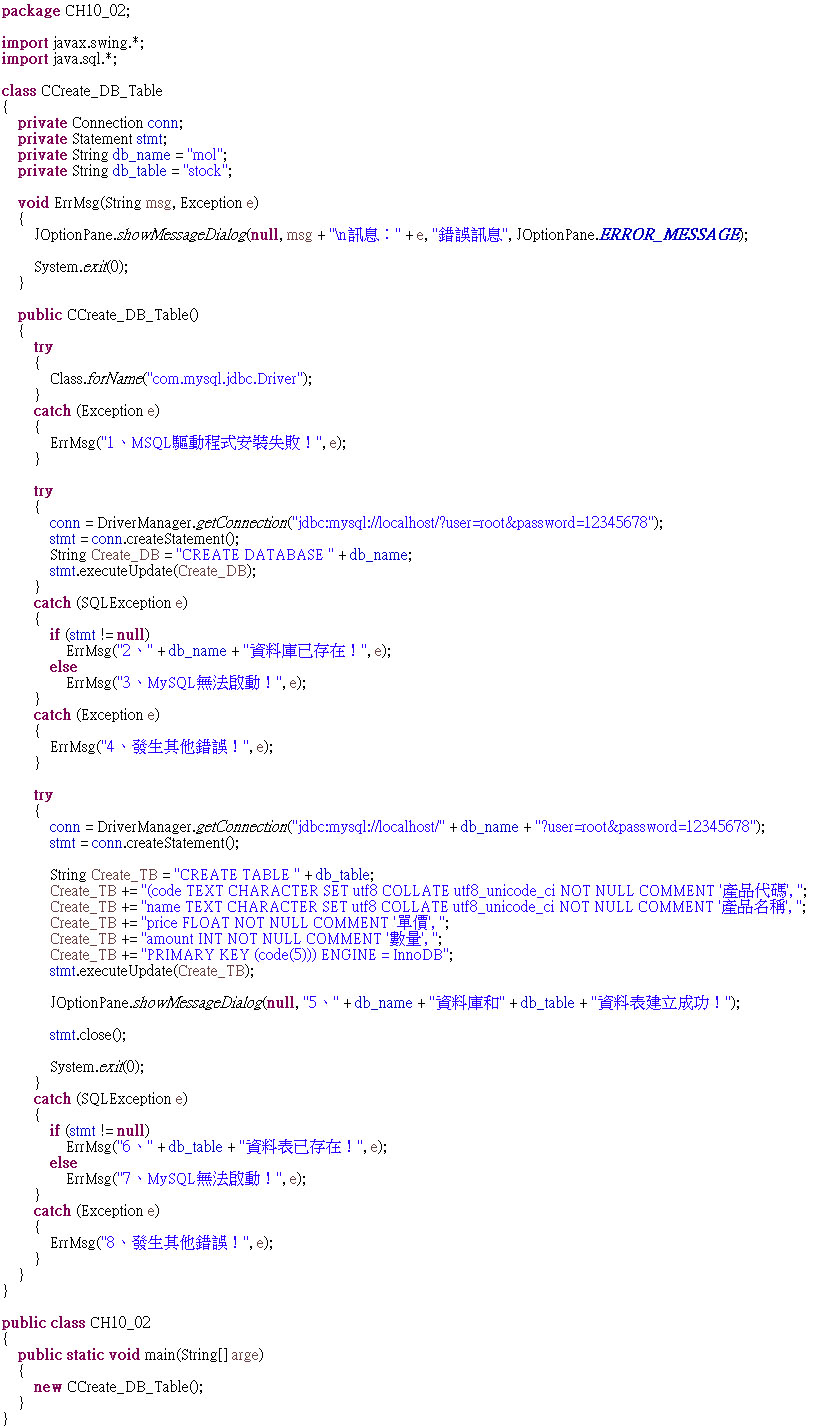 package CH10_02;
import javax.swing.*;
import java.sql.*;
class CCreate_DB_Table
{
private Connection conn;
private Statement stmt;
private String db_name = "mol";
private String db_table = "stock";
void ErrMsg(String msg, Exception e)
{
JOptionPane.showMessageDialog(null, msg + "\n訊息：" + e, "錯誤訊息", JOptionPane.ERROR_MESSAGE);
System.exit(0);
}
public CCreate_DB_Table()
{
try
{
Class.forName("com.mysql.jdbc.Driver");
}
catch (Exception e)
{
ErrMsg("1、MSQL驅動程式安裝失敗！", e);
}
try
{
conn = DriverManager.getConnection("jdbc:mysql://localhost/?user=root&password=12345678");
stmt = conn.createStatement();
String Create_DB = "CREATE DATABASE " + db_name;
stmt.executeUpdate(Create_DB);
}
catch (SQLException e)
{
if (stmt != null)
ErrMsg("2、" + db_name + "資料庫已存在！", e);
else
ErrMsg("3、MySQL無法啟動！", e);
}
catch (Exception e)
{
ErrMsg("4、發生其他錯誤！", e);
}
try
{
conn = DriverManager.getConnection("jdbc:mysql://localhost/" + db_name + "?user=root&password=12345678");
stmt = conn.createStatement();
String Create_TB = "CREATE TABLE " + db_table;
Create_TB += "(code TEXT CHARACTER SET utf8 COLLATE utf8_unicode_ci NOT NULL COMMENT '產品代碼', ";
Create_TB += "name TEXT CHARACTER SET utf8 COLLATE utf8_unicode_ci NOT NULL COMMENT '產品名稱', ";
Create_TB += "price FLOAT NOT NULL COMMENT '單價', ";
Create_TB += "amount INT NOT NULL COMMENT '數量', ";
Create_TB += "PRIMARY KEY (code(5))) ENGINE = InnoDB";
stmt.executeUpdate(Create_TB);
JOptionPane.showMessageDialog(null, "5、" + db_name + "資料庫和" + db_table + "資料表建立成功！");
stmt.close();
System.exit(0);
}
catch (SQLException e)
{
if (stmt != null)
ErrMsg("6、" + db_table + "資料表已存在！", e);
else
ErrMsg("7、MySQL無法啟動！", e);
}
catch (Exception e)
{
ErrMsg("8、發生其他錯誤！", e);
}
}
}
public class CH10_02
{
public static void main(String[] arge)
{
new CCreate_DB_Table();
}
}